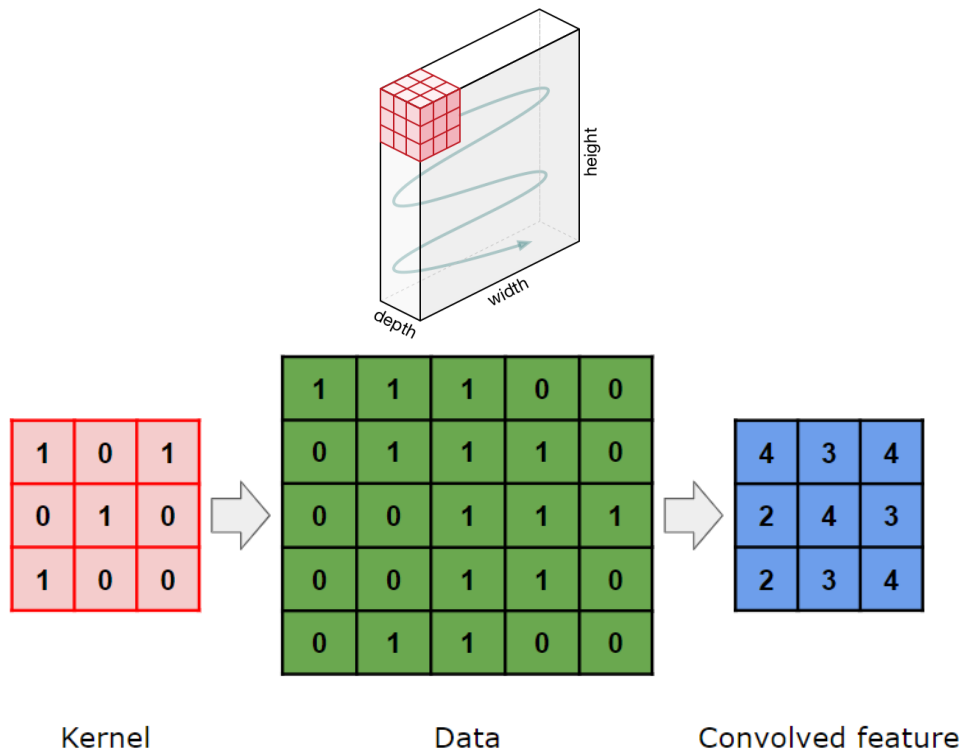 height
width
depth
1 0 1
0 1 0
1 0 0
1 1 1 0 0
0 1 1 1 0
0 0 1 1 1
0 0 1 1 0
0 1 1 0 0
4 3 4
2 4 3
2 3 4
Kernel
Data
Convolved feature